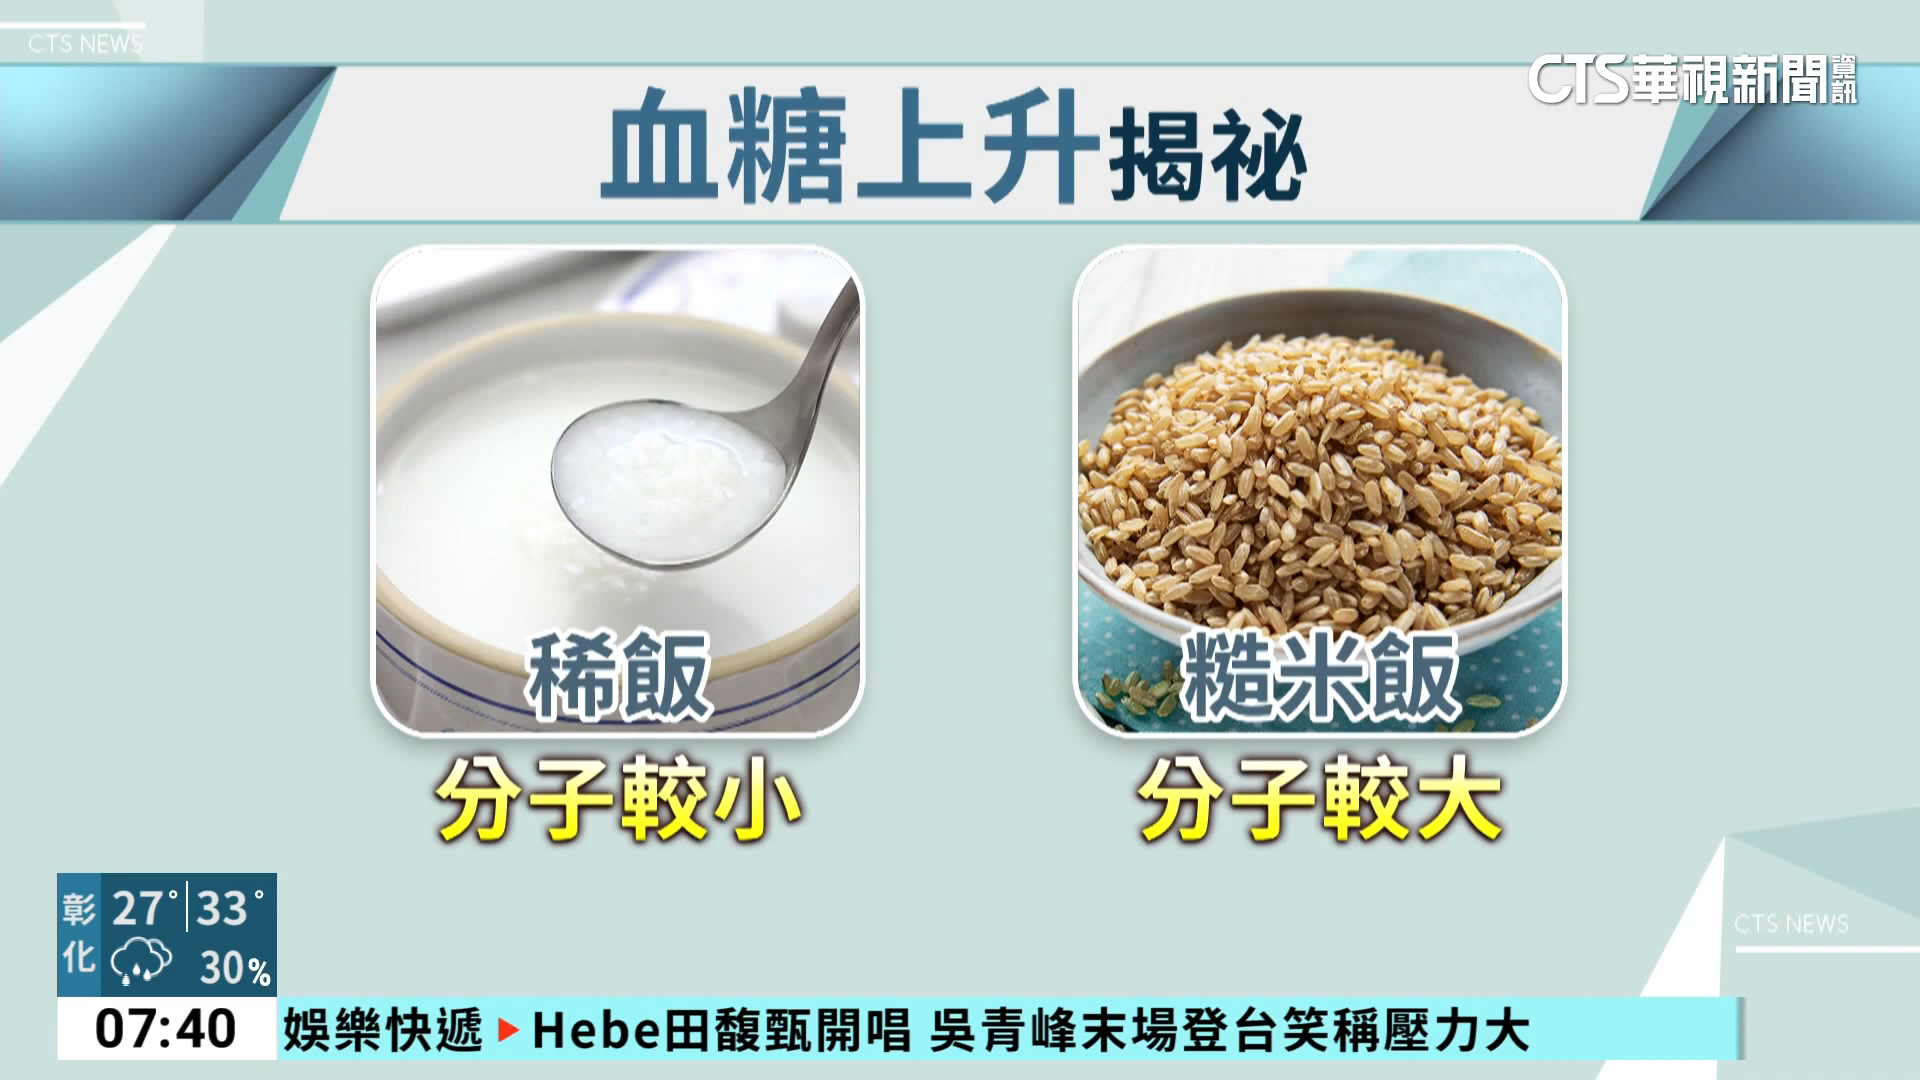 CTS NEWS
CTS華視新聞資訊
血糖上升揭祕
稀飯
糙米飯
分子較小
分子較大
彰化
27° 33°
30%
CTS NEWS
07:40
娛樂快遞 Hebe田馥甄開唱 吳青峰末場登台笑稱壓力大